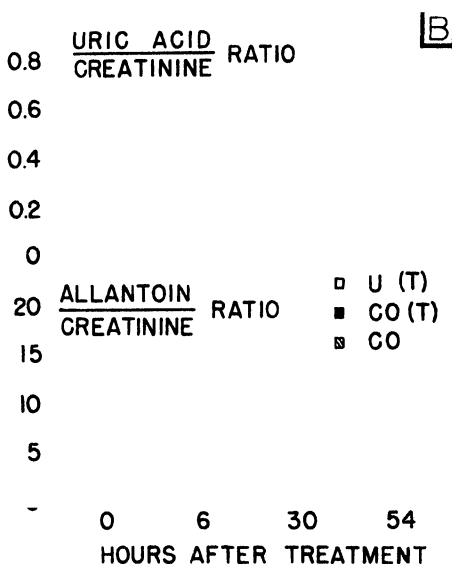 B
URIC ACID
CREATININE RATIO
0.8
0.6
0.4
0.2
0
ALLANTOIN
CREATININE RATIO
20
15
10
5
U (T)
CO (T)
CO
0 6 30 54
HOURS AFTER TREATMENT